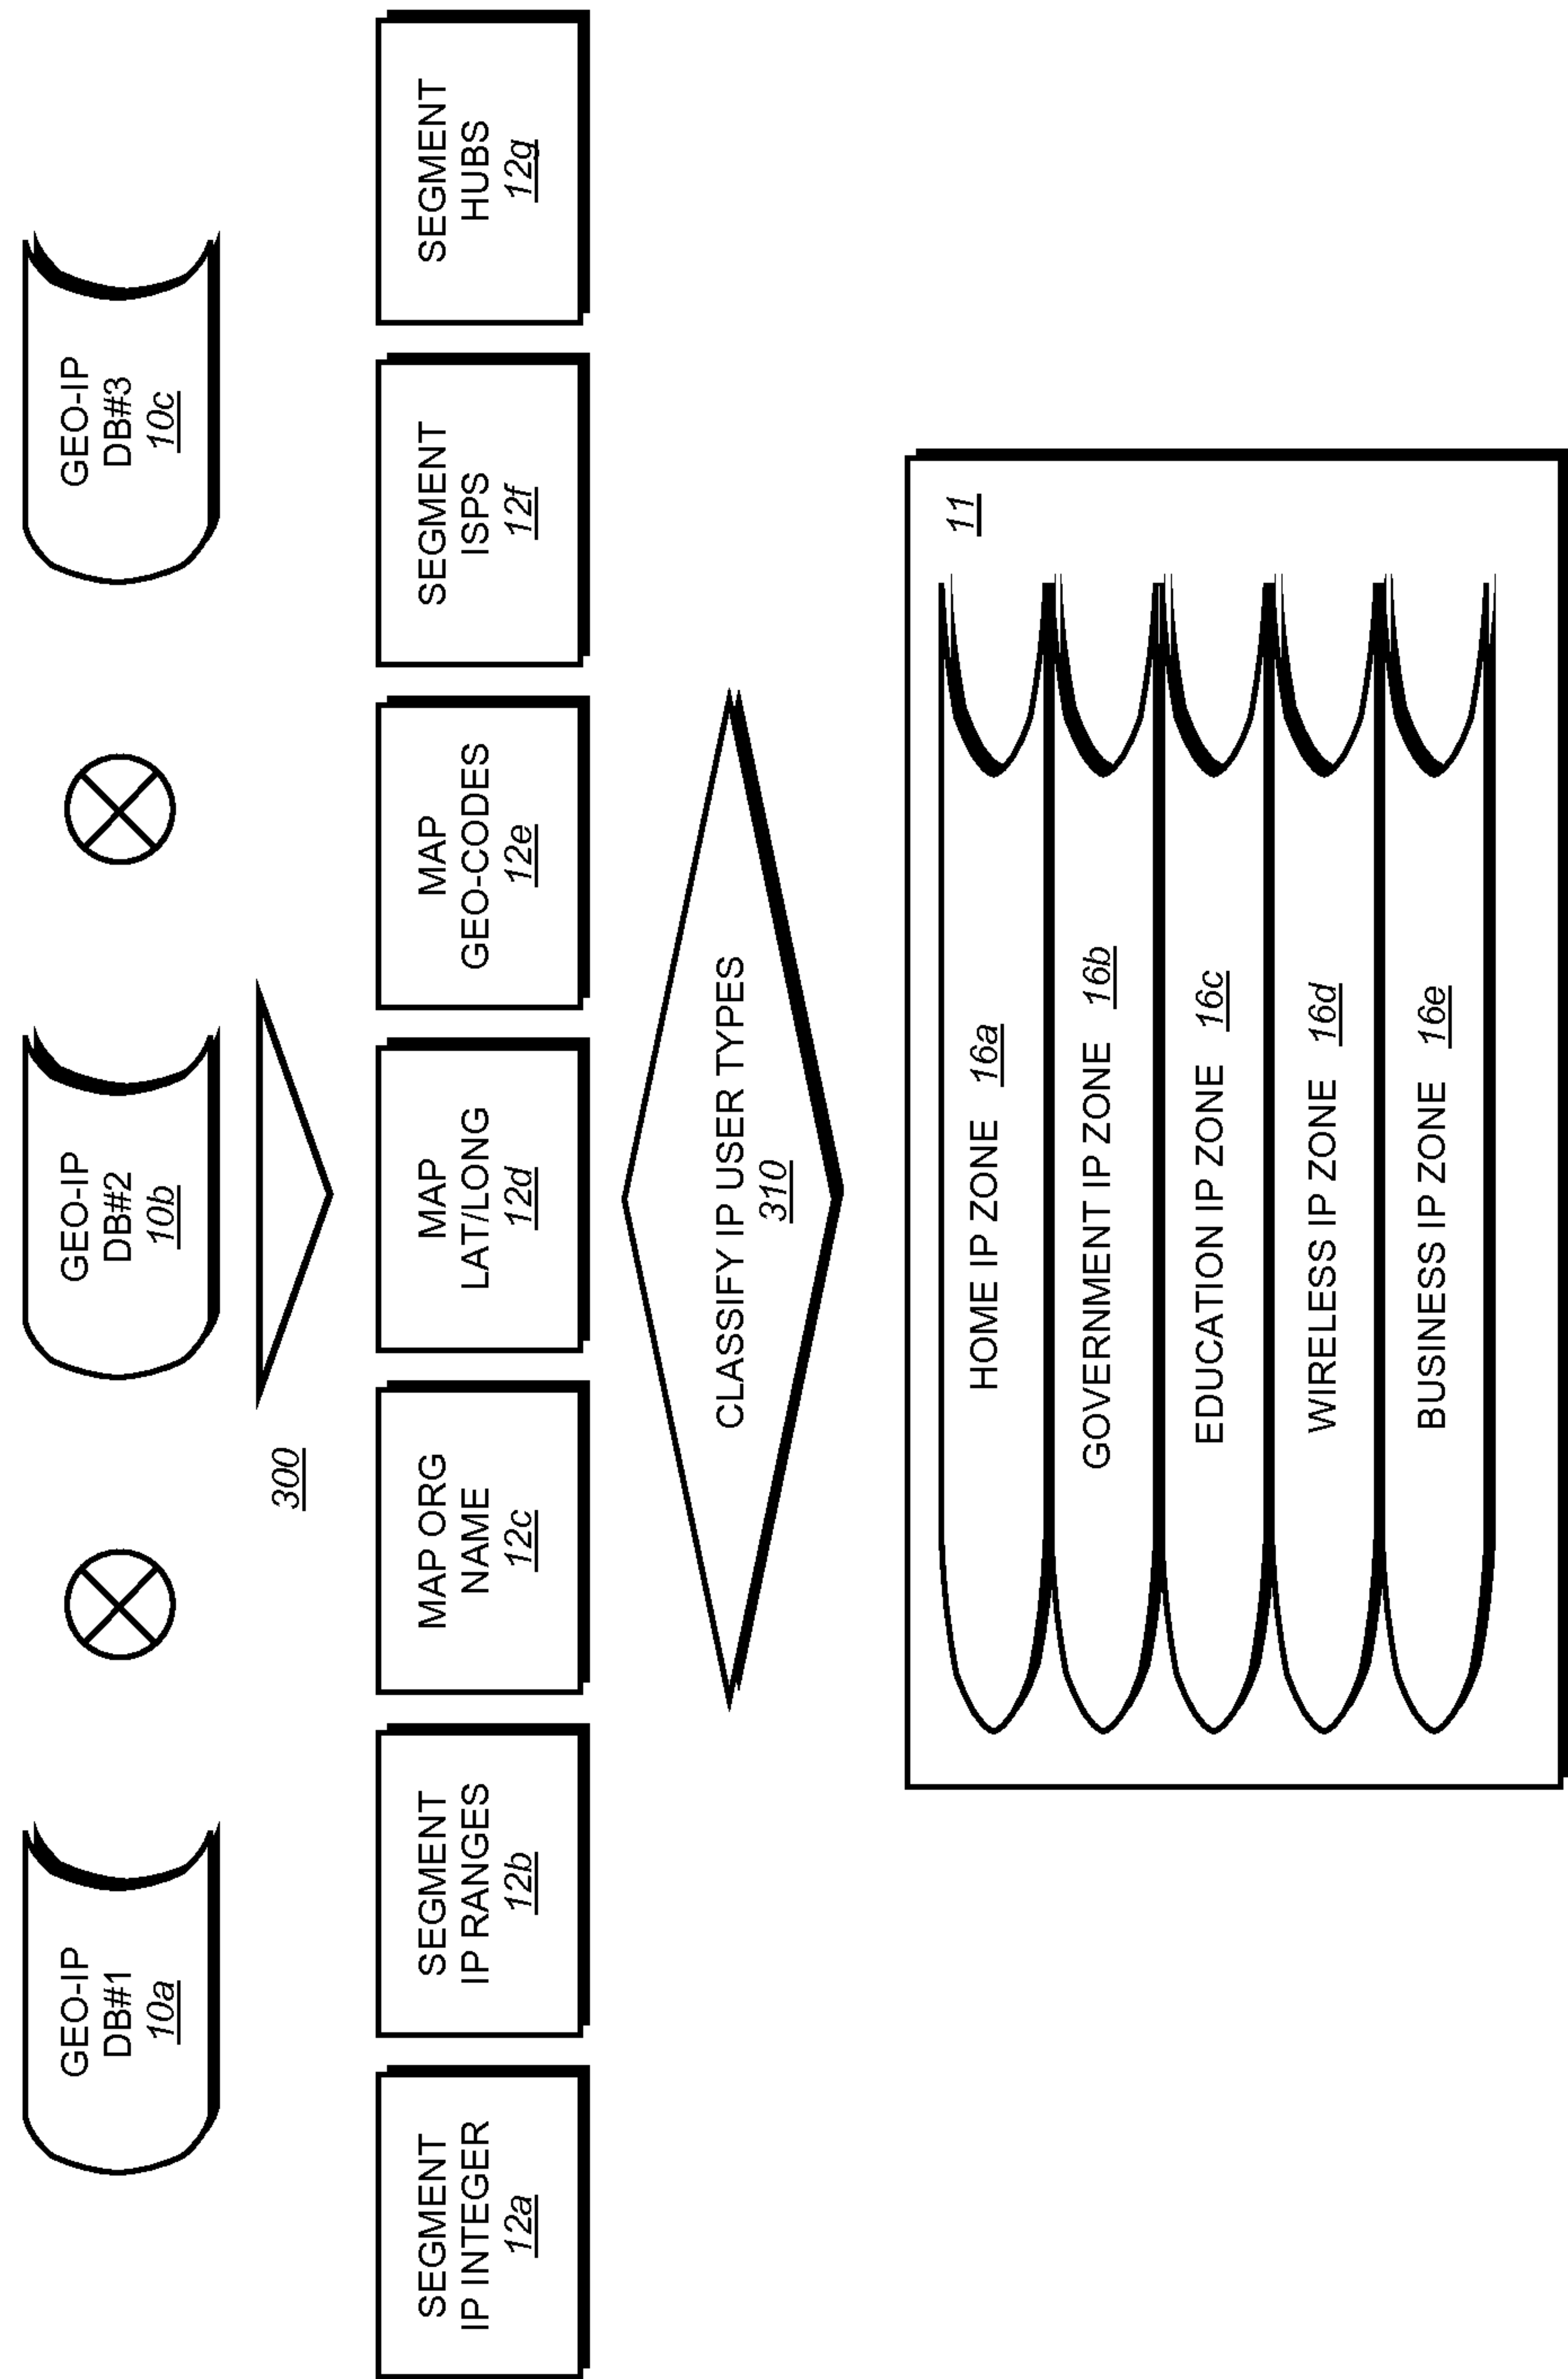 GEO-IP
DB#1
10a
GEO-IP
DB#2
10b
GEO-IP
DB#3
10c
300
SEGMENT
IP INTEGER
12a
SEGMENT
IP RANGES
12b
MAP ORG
NAME
12c
MAP
LAT/LONG
12d
MAP
GEO-CODES
12e
SEGMENT
ISPS
12f
SEGMENT
HUBS
12g
CLASSIFY IP USER TYPES
310
11
HOME IP ZONE 16a
GOVERNMENT IP ZONE 16b
EDUCATION IP ZONE 16c
WIRELESS IP ZONE 16d
BUSINESS IP ZONE 16e